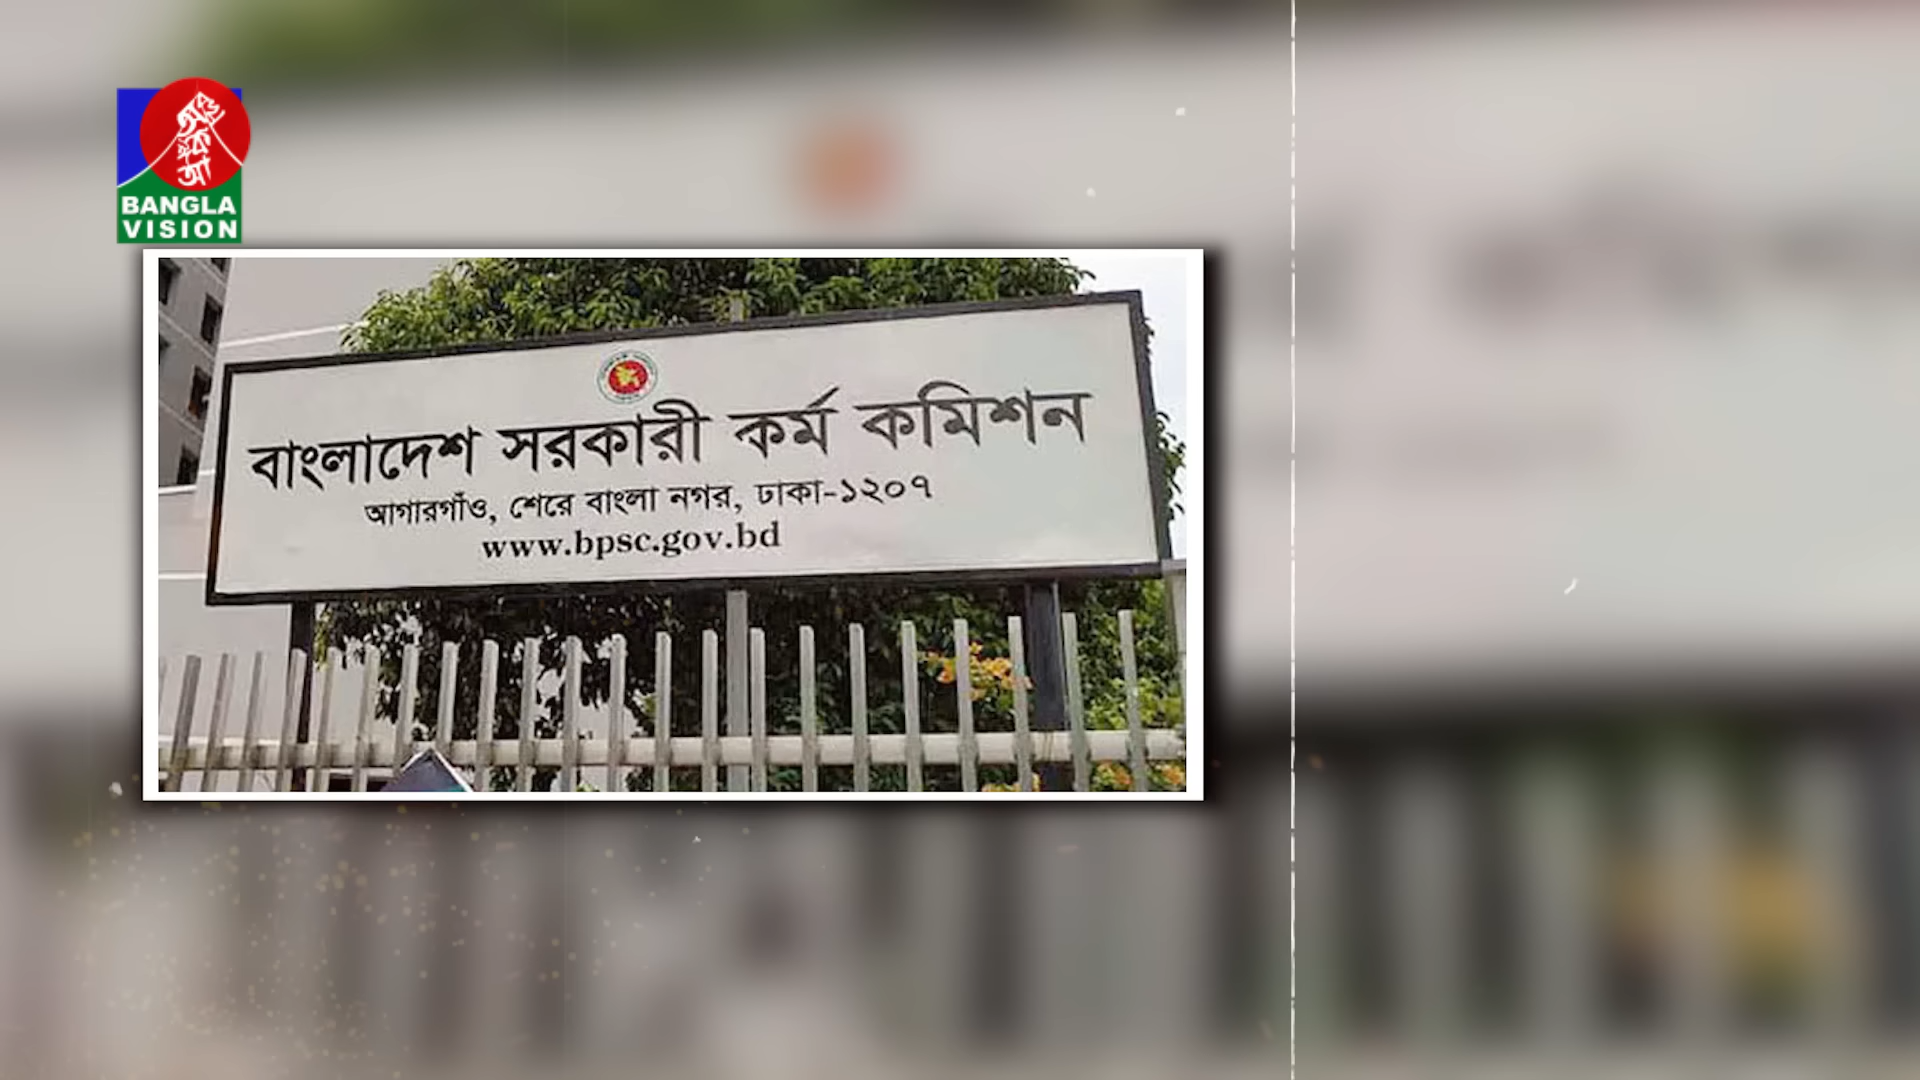 BANGLA
VISION
বাংলাদেশ সরকারী কর্ম কমিশন
আগারগাঁও, শেরে বাংলা নগর, ঢাকা-১২০৭
www.bpsc.gov.bd